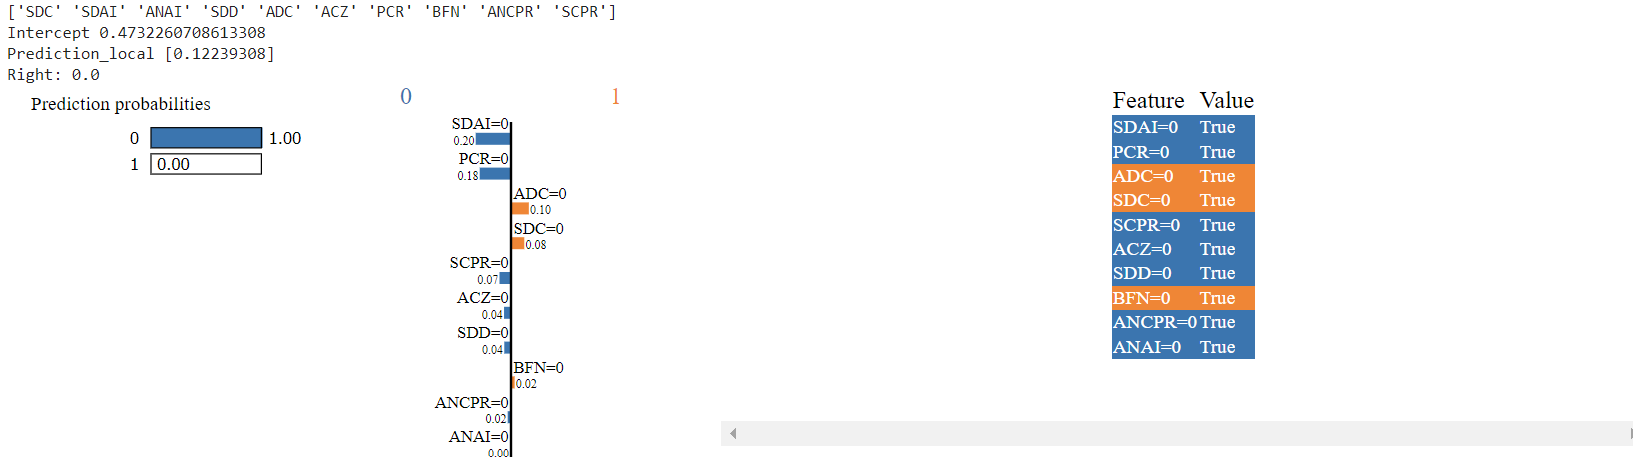 ['SDC' 'SDAI' 'ANAI' 'SDD' 'ADC' 'ACZ' 'PCR' 'BFN' 'ANCPR' 'SCPR']
Intercept 0.4732260708613308
Prediction_local [0.12239308]
Right: 0.0
Prediction probabilities
0 1.00
1 0.00
0 1
SDAI=0
0.20
PCR=0
0.18
ADC=0
0.10
SDC=0
0.08
SCPR=0
0.07
ACZ=0
0.04
SDD=0
0.04
BFN=0
0.02
ANCPR=0
0.02
ANAI=0
0.00
Feature Value
SDAI=0 True
PCR=0 True
ADC=0 True
SDC=0 True
SCPR=0 True
ACZ=0 True
SDD=0 True
BFN=0 True
ANCPR=0 True
ANAI=0 True